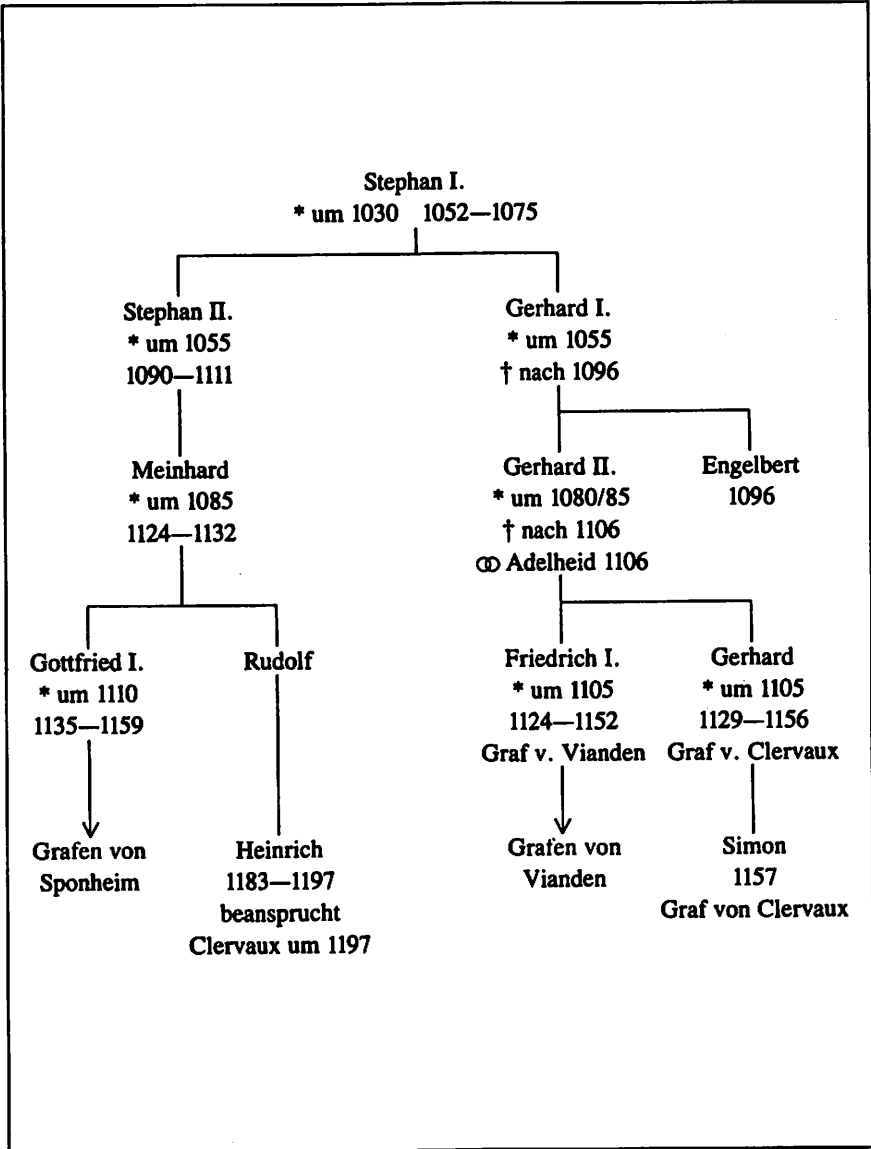 Stephan I.
* um 1030 1052—1075
Stephan II.
* um 1055
1090—1111
Gerhard I.
* um 1055
† nach 1096
Meinhard
* um 1085
1124—1132
Gerhard II.
* um 1080/85
† nach 1106
⚭ Adelheid 1106
Engelbert
1096
Gottfried I.
* um 1110
1135—1159
Rudolf
Friedrich I.
* um 1105
1124—1152
Graf v. Vianden
Gerhard
* um 1105
1129—1156
Graf v. Clervaux
Grafen von
Sponheim
Heinrich
1183—1197
beansprucht
Clervaux um 1197
Grafen von
Vianden
Simon
1157
Graf von Clervaux